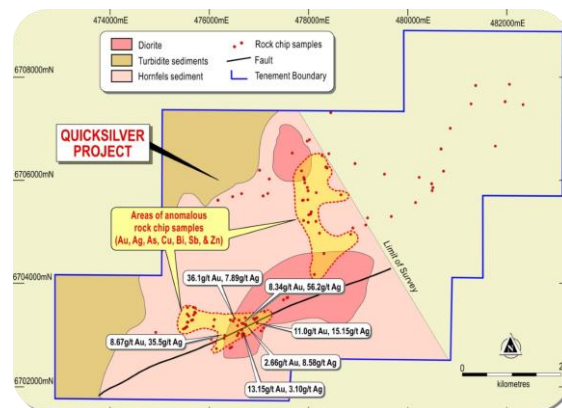 474000mE
476000mE
478000mE
480000mE
482000mE
Diorite
Turbidite sediments
Hornfels sediment
Rock chip samples
Fault
Tenement Boundary
6708000mN
QUICKSILVER
PROJECT
6706000mN
Areas of anomalous
rock chip samples
(Au, Ag, As, Cu, Bi, Sb, & Zn)
Limit of Survey
6704000mN
36.1g/t Au, 7.89g/t Ag
8.34g/t Au, 56.2g/t Ag
8.67g/t Au, 35.5g/t Ag
11.0g/t Au, 15.15g/t Ag
2.66g/t Au, 8.58g/t Ag
13.15g/t Au, 3.10g/t Ag
6702000mN
0
kilometres